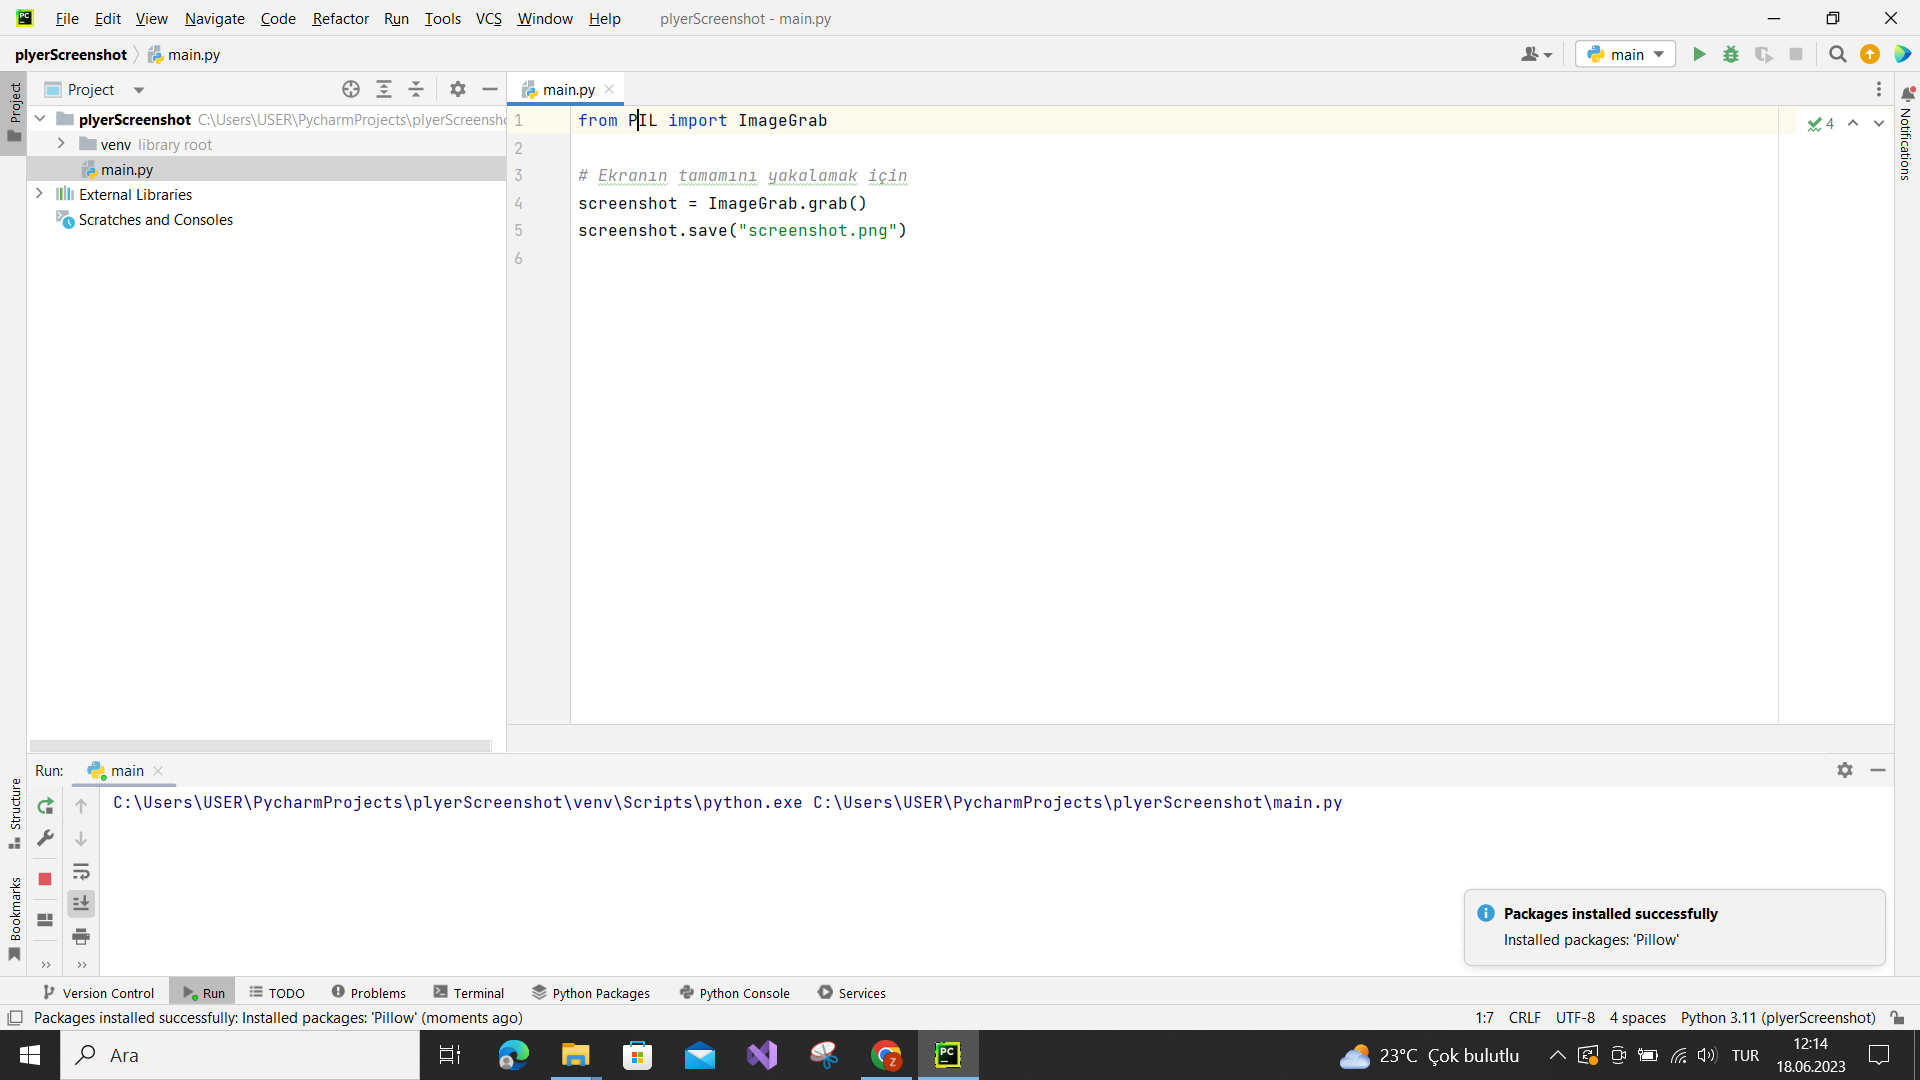 File Edit View Navigate Code Refactor Run Tools VCS Window Help plyerScreenshot - main.py
plyerScreenshot main.py
main
Project
main.py
Project
plyerScreenshot C:\Users\USER\PycharmProjects\plyerScreensho
venv library root
main.py
External Libraries
Scratches and Consoles
1 from PIL import ImageGrab
2
3 # Ekranın tamamını yakalamak için
4 screenshot = ImageGrab.grab()
5 screenshot.save("screenshot.png")
6
4
Notifications
Structure
Bookmarks
Run: main
C:\Users\USER\PycharmProjects\plyerScreenshot\venv\Scripts\python.exe C:\Users\USER\PycharmProjects\plyerScreenshot\main.py
Packages installed successfully
Installed packages: 'Pillow'
Version Control Run TODO Problems Terminal Python Packages Python Console Services
Packages installed successfully: Installed packages: 'Pillow' (moments ago) 1:7 CRLF UTF-8 4 spaces Python 3.11 (plyerScreenshot)
Ara
23°C Çok bulutlu
TUR
12:14
18.06.2023